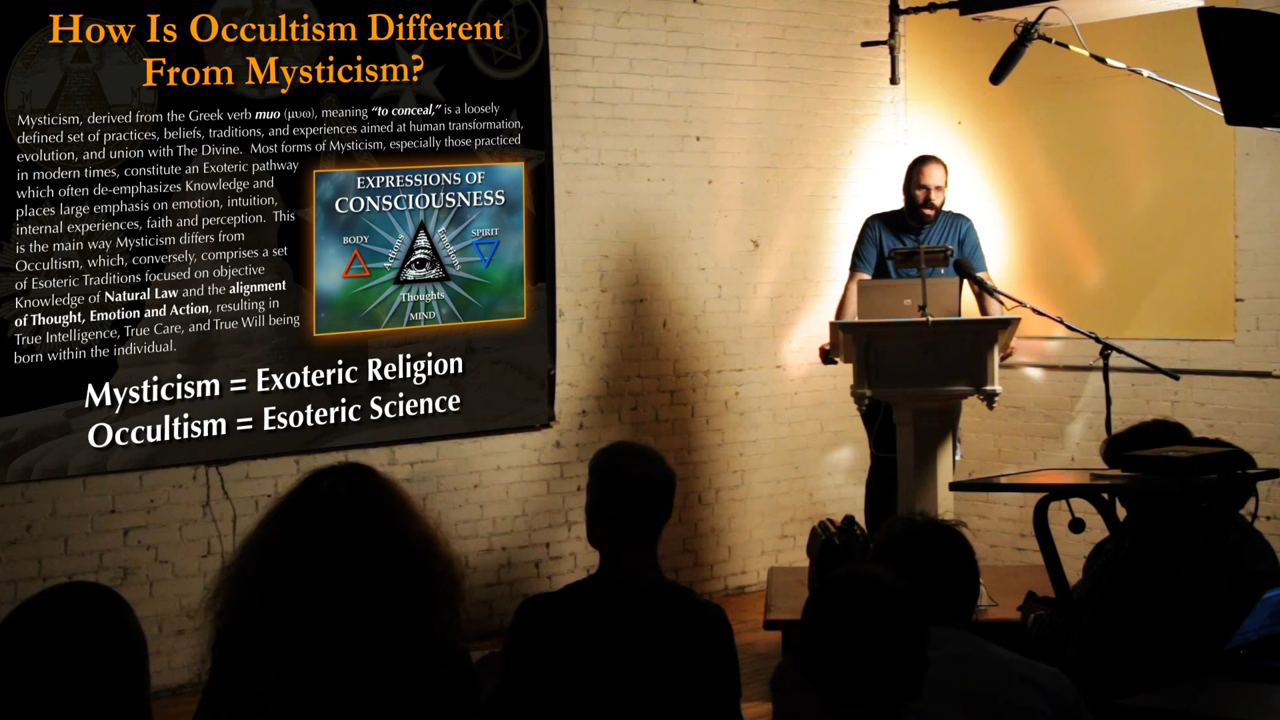 How Is Occultism Different
From Mysticism?
Mysticism, derived from the Greek verb muo (μυω), meaning “to conceal,” is a loosely
defined set of practices, beliefs, traditions, and experiences aimed at human transformation,
evolution, and union with The Divine. Most forms of Mysticism, especially those practiced
in modern times, constitute an Exoteric pathway
which often de-emphasizes Knowledge and
places large emphasis on emotion, intuition,
internal experiences, faith and perception. This
is the main way Mysticism differs from
Occultism, which, conversely, comprises a set
of Esoteric Traditions focused on objective
Knowledge of Natural Law and the alignment
of Thought, Emotion and Action, resulting in
True Intelligence, True Care, and True Will being
born within the individual.
EXPRESSIONS OF
CONSCIOUSNESS
BODY
Actions
Emotions
SPIRIT
Thoughts
MIND
Mysticism = Exoteric Religion
Occultism = Esoteric Science